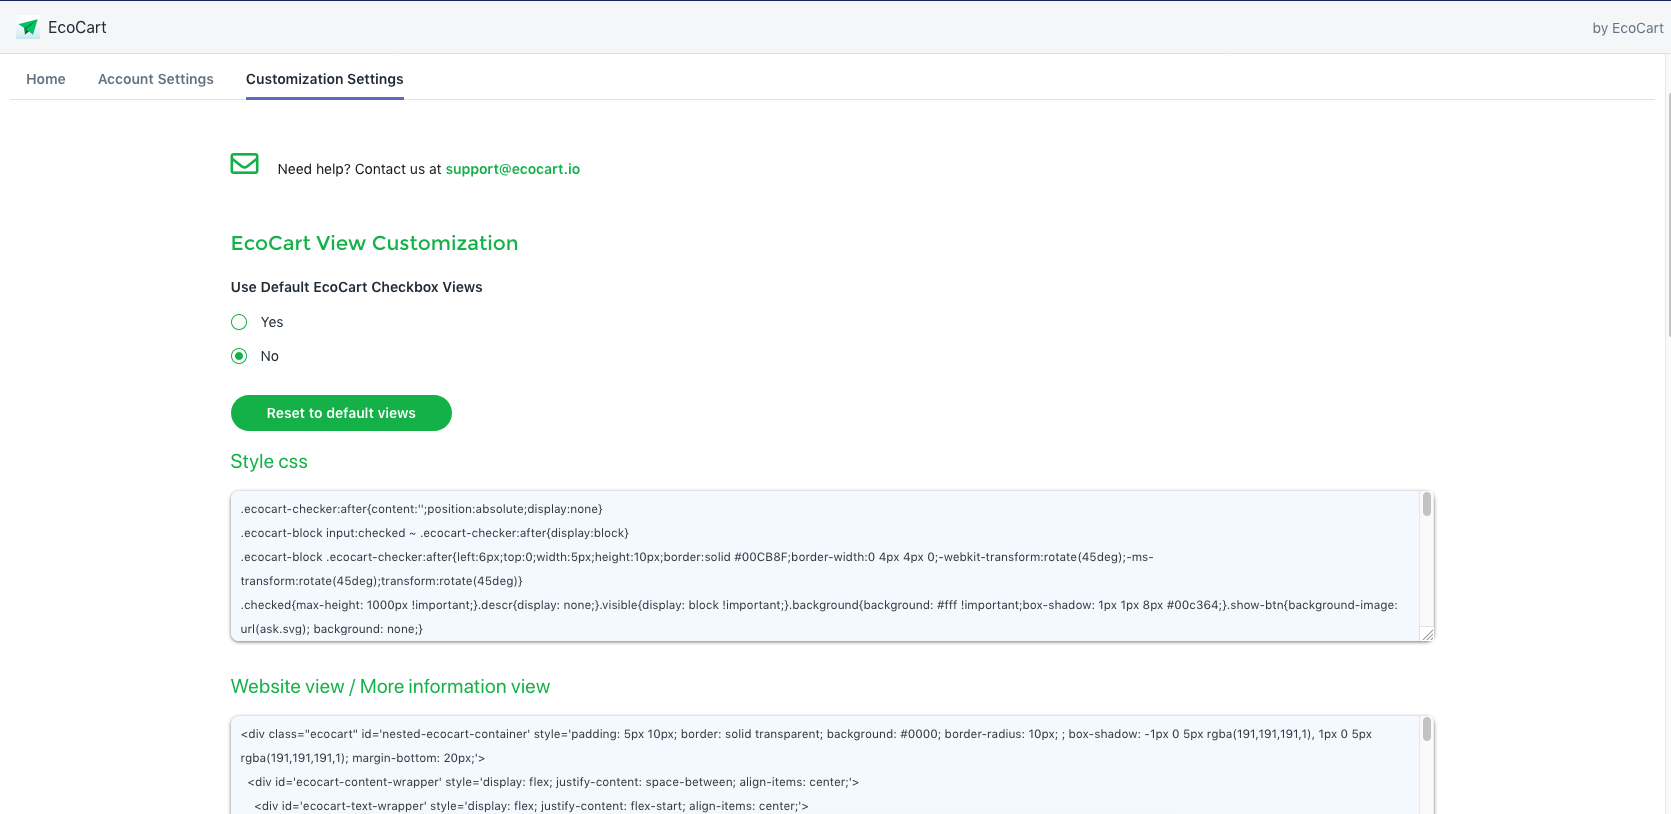 EcoCart
by EcoCart
Home Account Settings Customization Settings
Need help? Contact us at support@ecocart.io
EcoCart View Customization
Use Default EcoCart Checkbox Views
Yes
No
Reset to default views
Style css
.ecocart-checker:after{content:'';position:absolute;display:none}
.ecocart-block input:checked ~ .ecocart-checker:after{display:block}
.ecocart-block .ecocart-checker:after{left:6px;top:0;width:5px;height:10px;border:solid #00CB8F;border-width:0 4px 4px 0;-webkit-transform:rotate(45deg);-ms-
transform:rotate(45deg);transform:rotate(45deg)}
.checked{max-height: 1000px !important;}.descr{display: none;}.visible{display: block !important;}.background{background: #fff !important;box-shadow: 1px 1px 8px #00c364;}.show-btn{background-image:
url(ask.svg); background: none;}
Website view / More information view
<div class="ecocart" id='nested-ecocart-container' style='padding: 5px 10px; border: solid transparent; background: #0000; border-radius: 10px; ; box-shadow: -1px 0 5px rgba(191,191,191,1), 1px 0 5px
rgba(191,191,191,1); margin-bottom: 20px;'>
<div id='ecocart-content-wrapper' style='display: flex; justify-content: space-between; align-items: center;'>
<div id='ecocart-text-wrapper' style='display: flex; justify-content: flex-start; align-items: center;'>